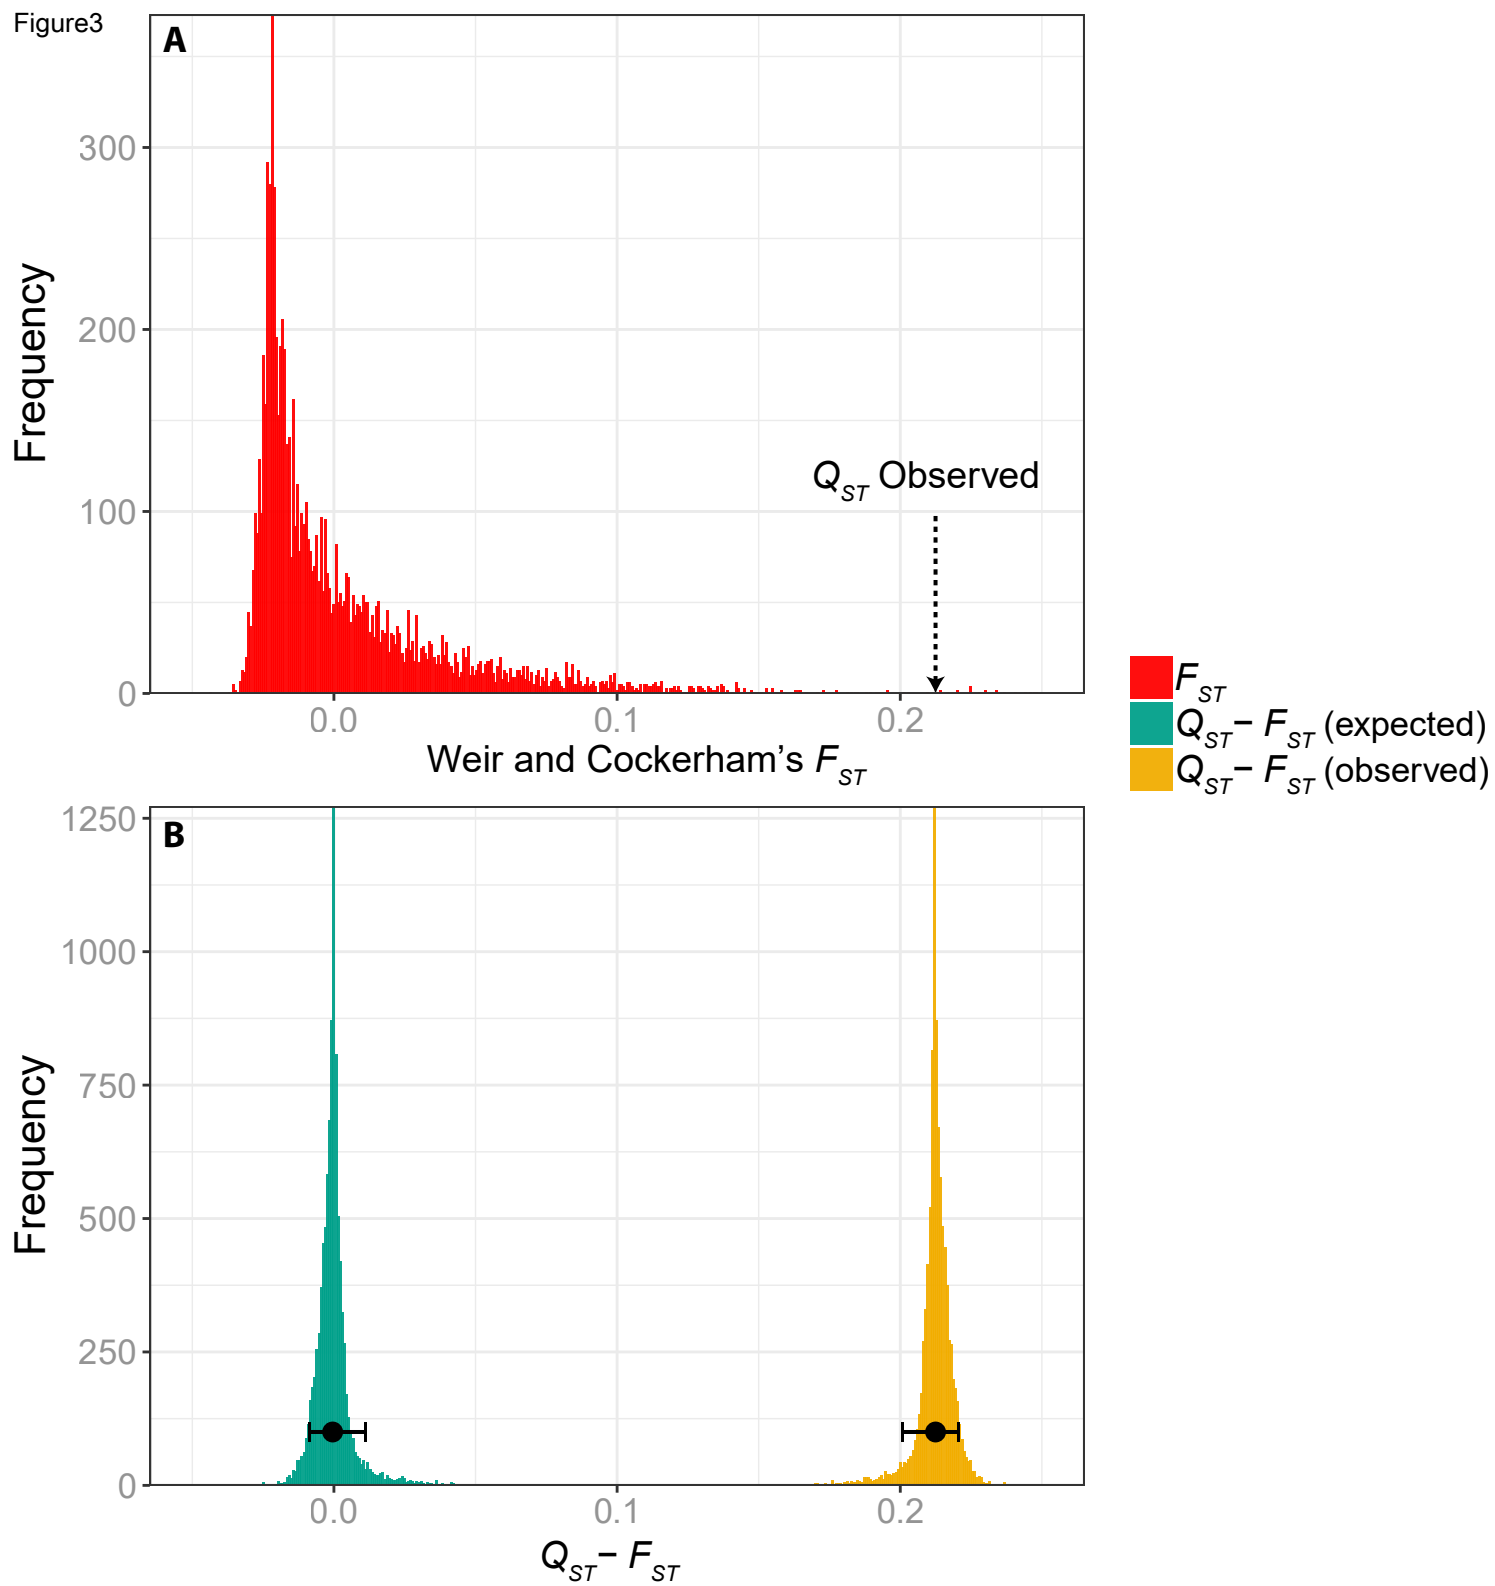 Figure3
A
300
200
100
0
Frequency
Q_ST Observed
0.0 0.1 0.2
Weir and Cockerham’s F_ST
F_ST
Q_ST − F_ST (expected)
Q_ST − F_ST (observed)
B
1250
1000
750
500
250
0
Frequency
0.0 0.1 0.2
Q_ST − F_ST